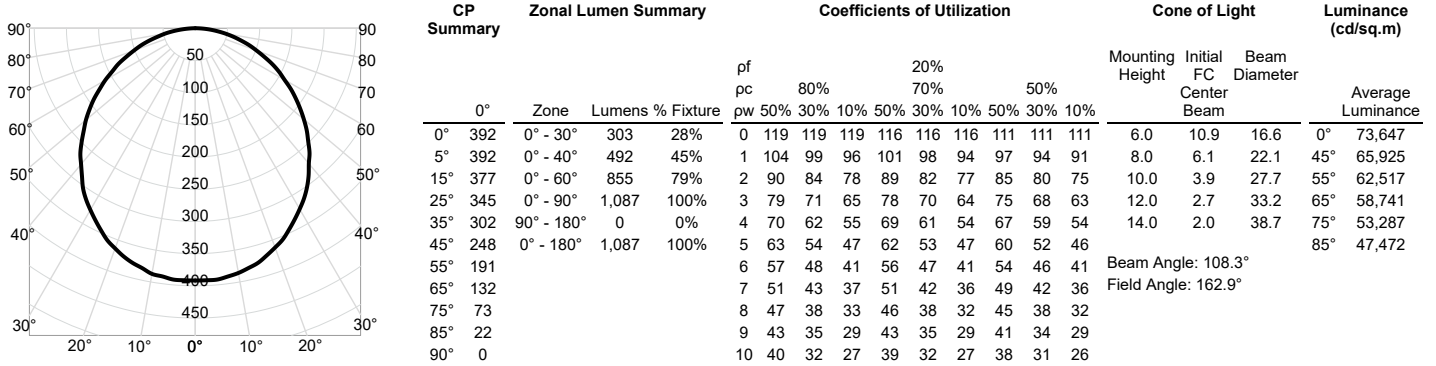 90°
80°
70°
60°
50°
40°
30°
20°
10°
0°
10°
20°
30°
40°
50°
60°
70°
80
90
50
100
150
200
250
300
350
400
450
CP Summary
0°
0° 392
5° 392
15° 377
25° 345
35° 302
45° 248
55° 191
65° 132
75° 73
85° 22
90° 0
Zonal Lumen Summary
Zone Lumens % Fixture
0° - 30° 303 28%
0° - 40° 492 45%
0° - 60° 855 79%
0° - 90° 1,087 100%
90° - 180° 0 0%
0° - 180° 1,087 100%
Coefficients of Utilization
ρf 20%
ρc 80% 70% 50%
ρw 50% 30% 10% 50% 30% 10% 50% 30% 10%
0 119 119 119 116 116 116 111 111 111
1 104 99 96 101 98 94 97 94 91
2 90 84 78 89 82 77 85 80 75
3 79 71 65 78 70 64 75 68 63
4 70 62 55 69 61 54 67 59 54
5 63 54 47 62 53 47 60 52 46
6 57 48 41 56 47 41 54 46 41
7 51 43 37 51 42 36 49 42 36
8 47 38 33 46 38 32 45 38 32
9 43 35 29 43 35 29 41 34 29
10 40 32 27 39 32 27 38 31 26
Cone of Light
Mounting Height Initial FC Center Beam Beam Diameter
6.0 10.9 16.6
8.0 6.1 22.1
10.0 3.9 27.7
12.0 2.7 33.2
14.0 2.0 38.7
Beam Angle: 108.3°
Field Angle: 162.9°
Luminance
(cd/sq.m)
Average
Luminance
0° 73,647
45° 65,925
55° 62,517
65° 58,741
75° 53,287
85° 47,472